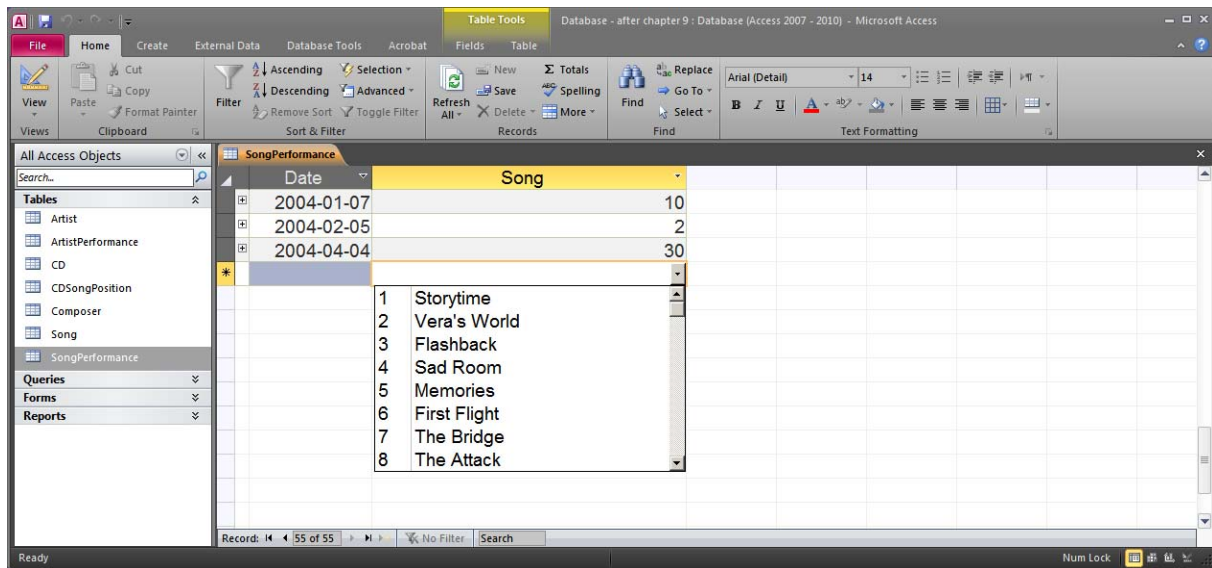 A
Table Tools
Database - after chapter 9 : Database (Access 2007 - 2010) - Microsoft Access
File Home Create External Data Database Tools Acrobat Fields Table
View
Views
Paste
Cut
Copy
Format Painter
Clipboard
Filter
Ascending
Descending
Remove Sort
Selection
Advanced
Toggle Filter
Sort & Filter
Refresh All
New
Save
Delete
Totals
Spelling
More
Records
Find
Replace
Go To
Select
Find
Arial (Detail) 14
B I U A ab
Text Formatting
All Access Objects
Search...
Tables
Artist
ArtistPerformance
CD
CDSongPosition
Composer
Song
SongPerformance
Queries
Forms
Reports
SongPerformance
Date Song
2004-01-07 10
2004-02-05 2
2004-04-04 30
*
1 Storytime
2 Vera's World
3 Flashback
4 Sad Room
5 Memories
6 First Flight
7 The Bridge
8 The Attack
Record: 55 of 55 No Filter Search
Ready Num Lock